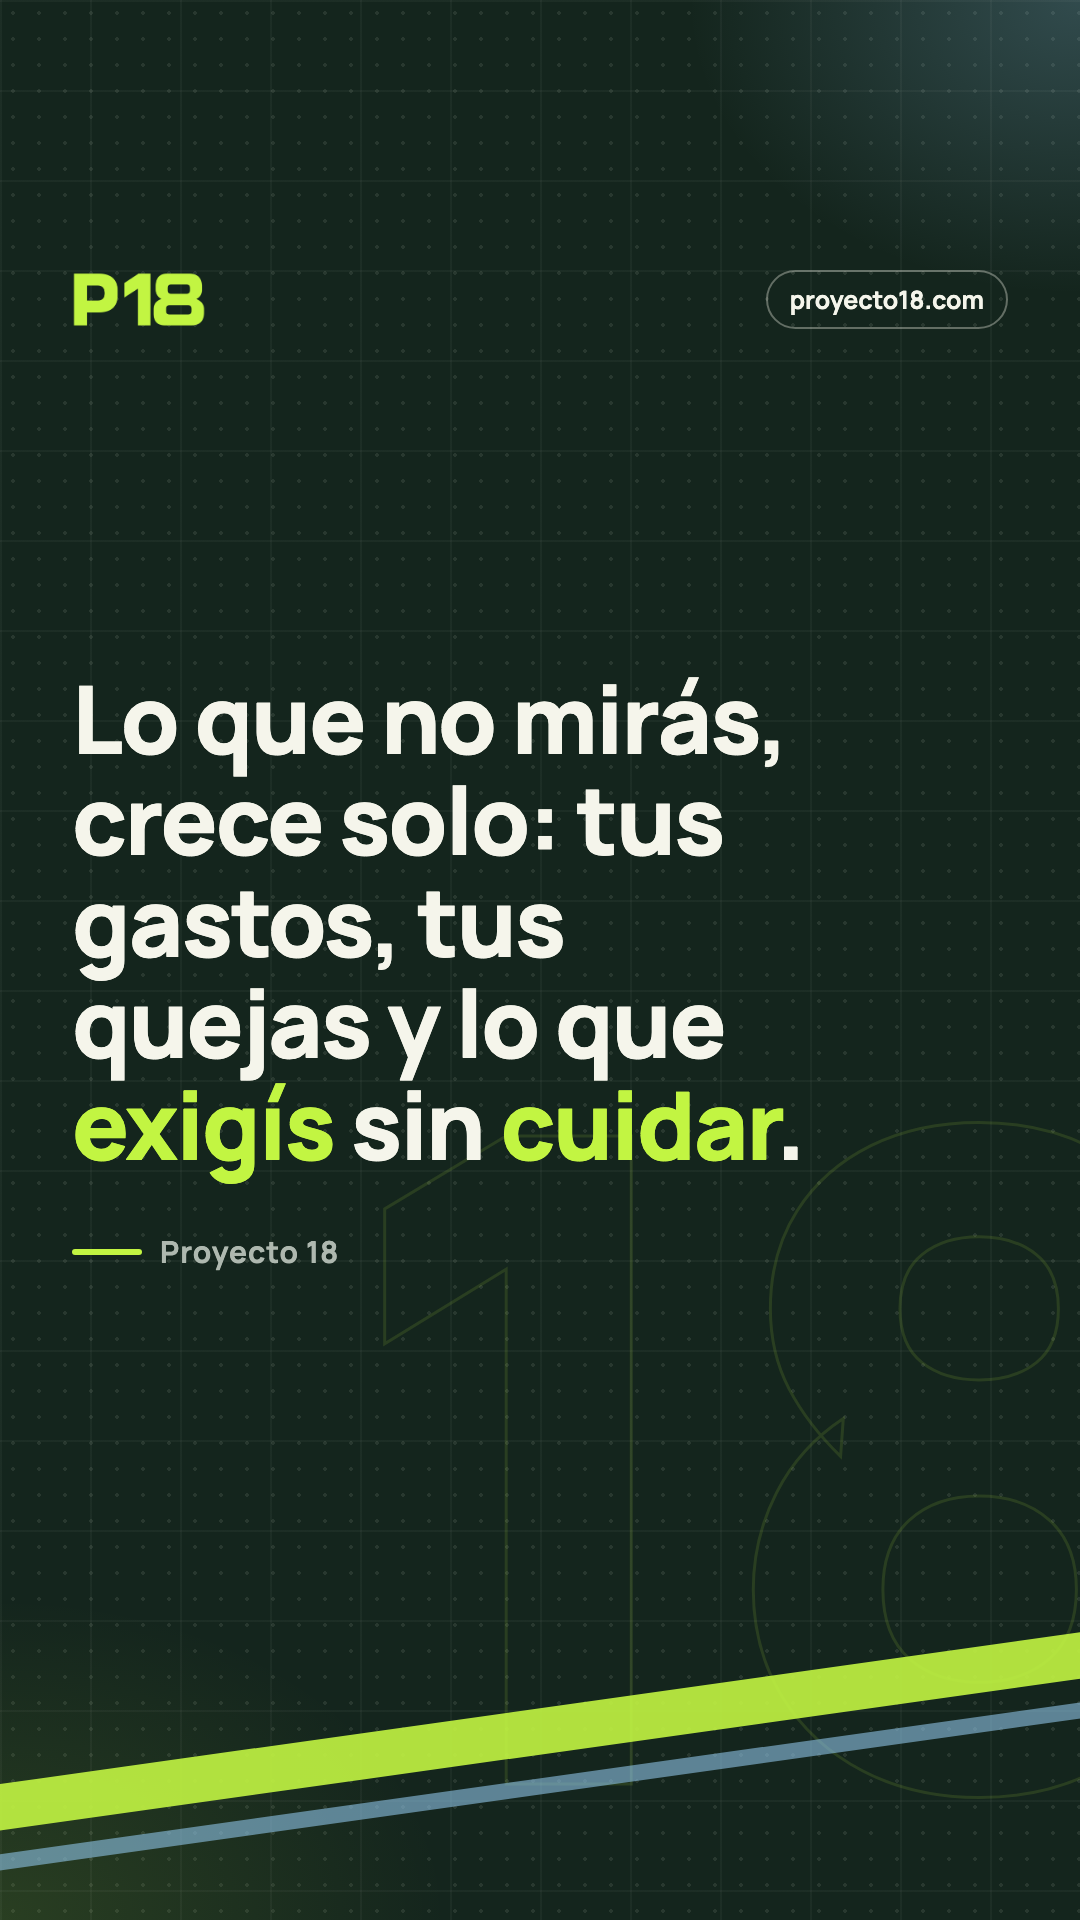 P18
proyecto18.com
Lo que no mirás,
crece solo: tus
gastos, tus
quejas y lo que
exigís sin cuidar.
Proyecto 18
18